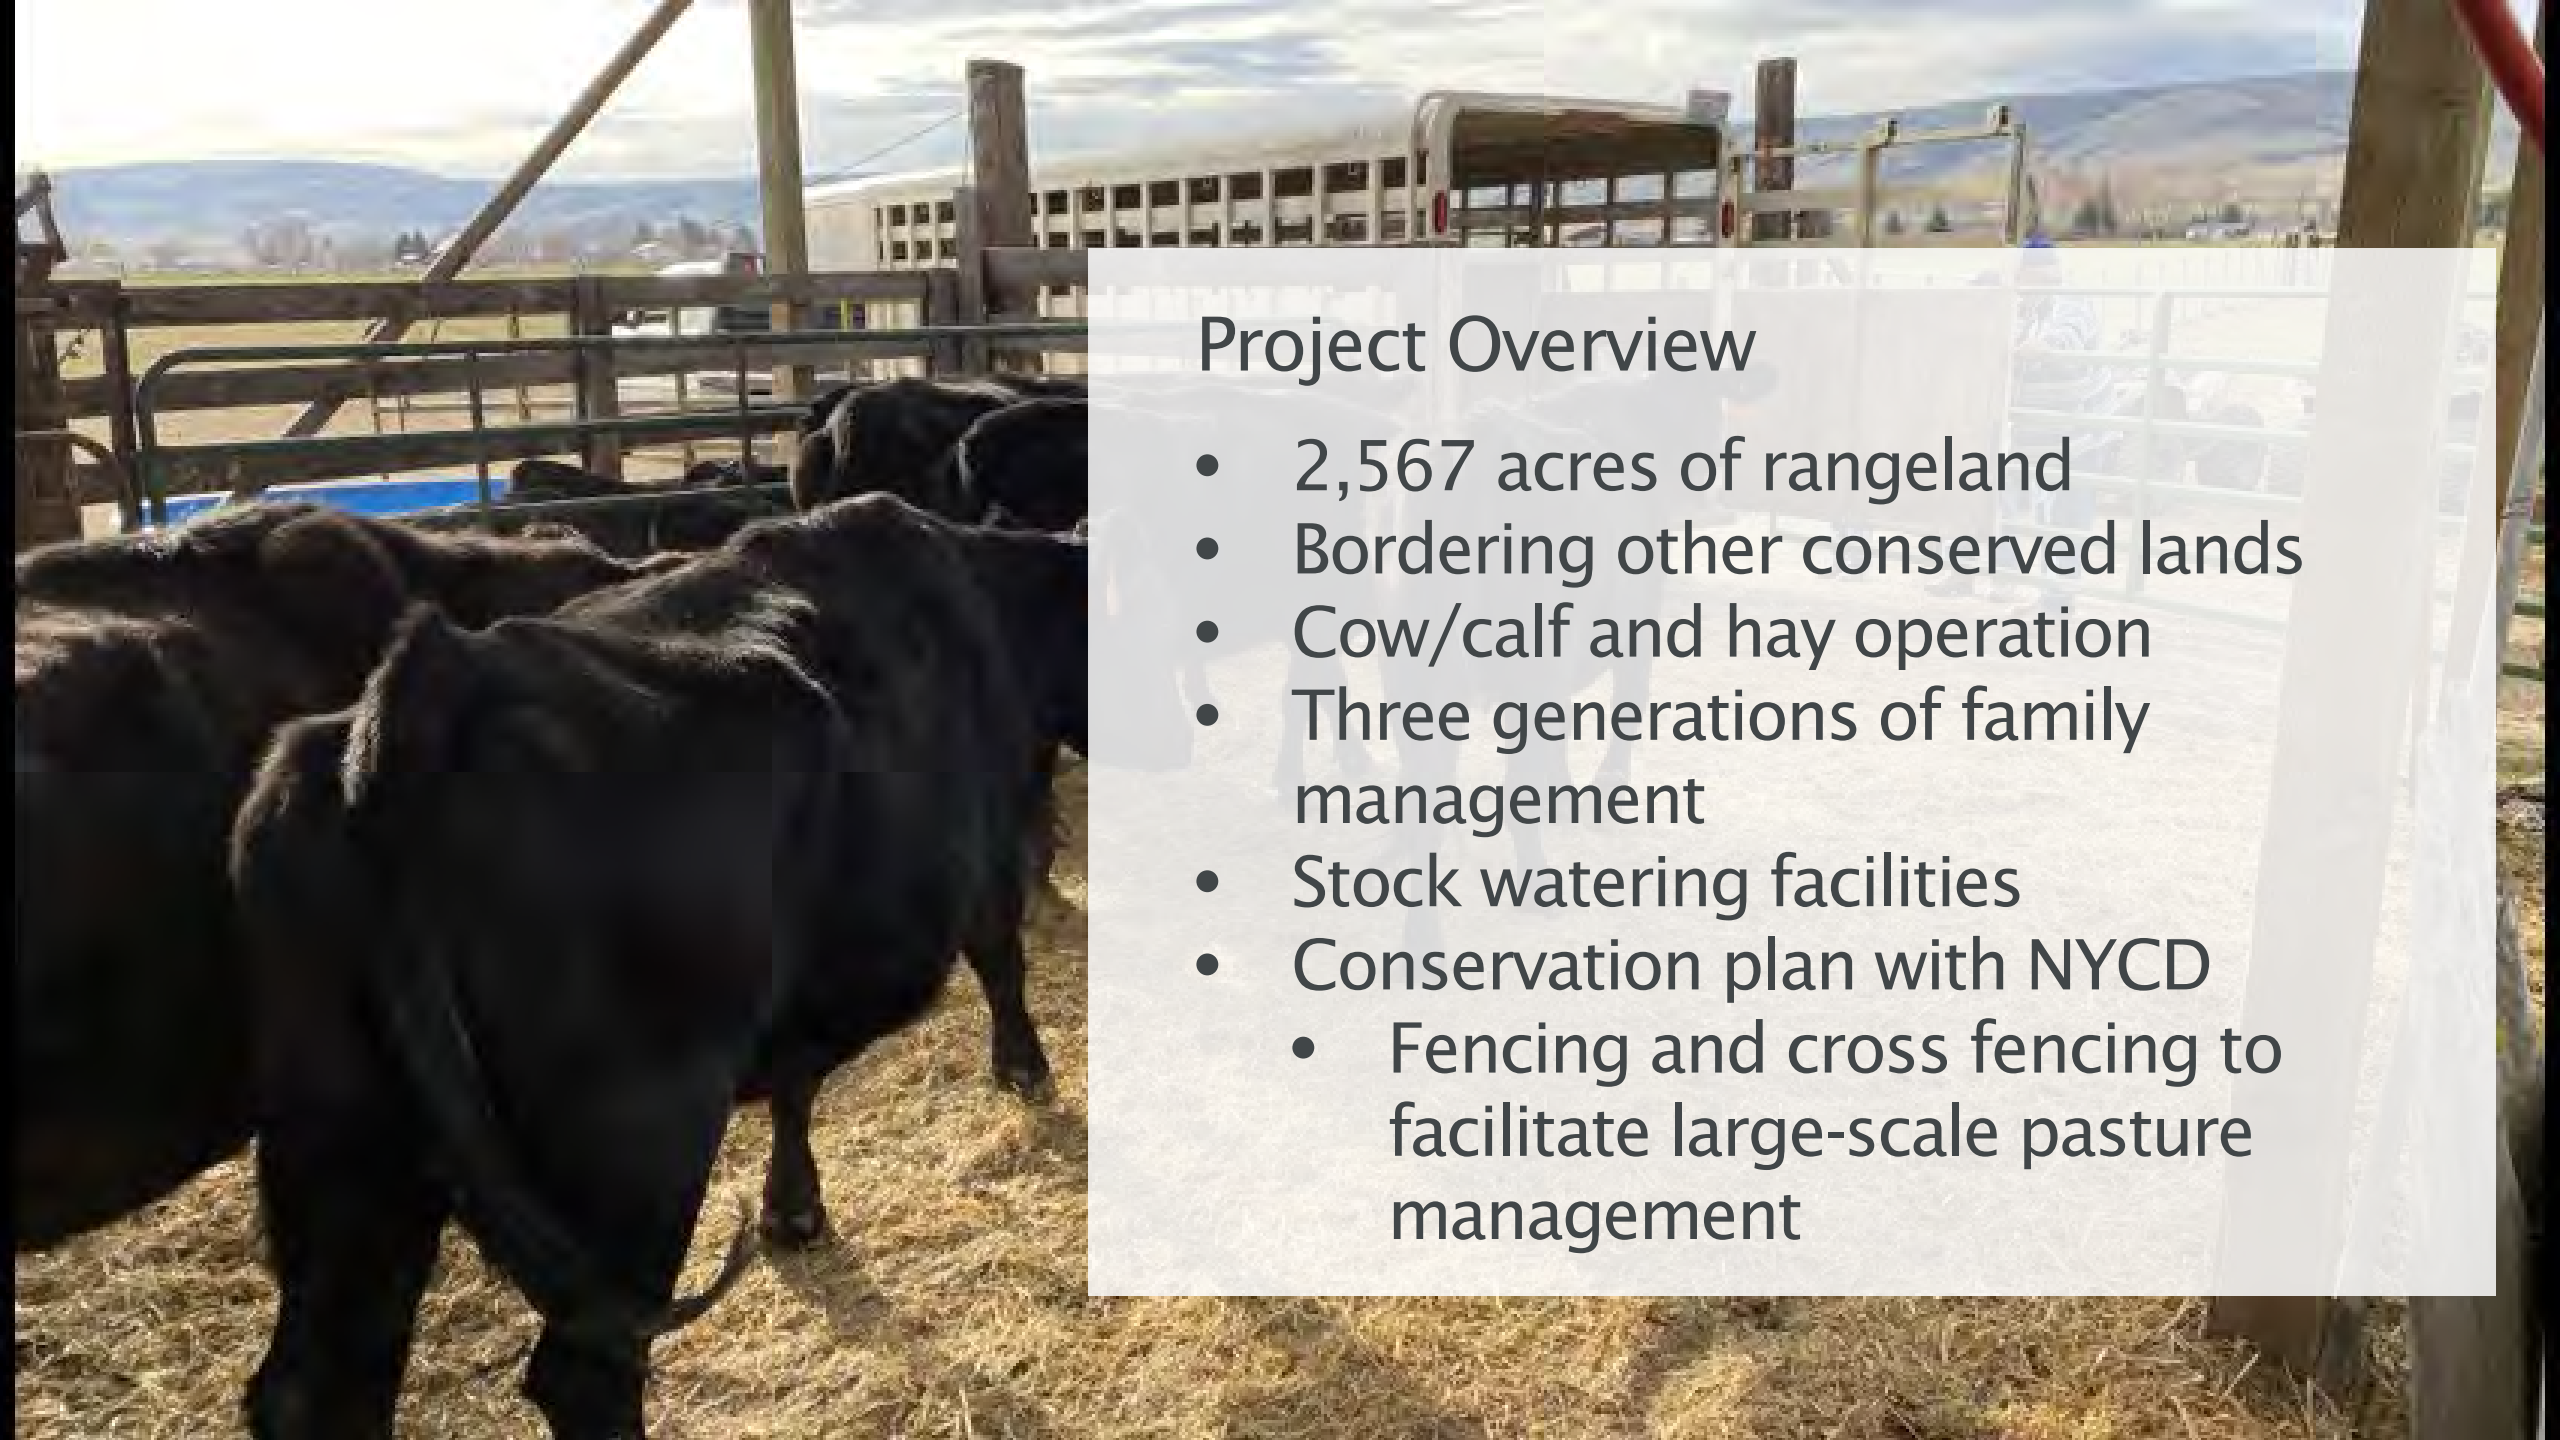 Project Overview
• 2,567 acres of rangeland
• Bordering other conserved lands
• Cow/calf and hay operation
• Three generations of family
management
• Stock watering facilities
• Conservation plan with NYCD
• Fencing and cross fencing to
facilitate large-scale pasture
management